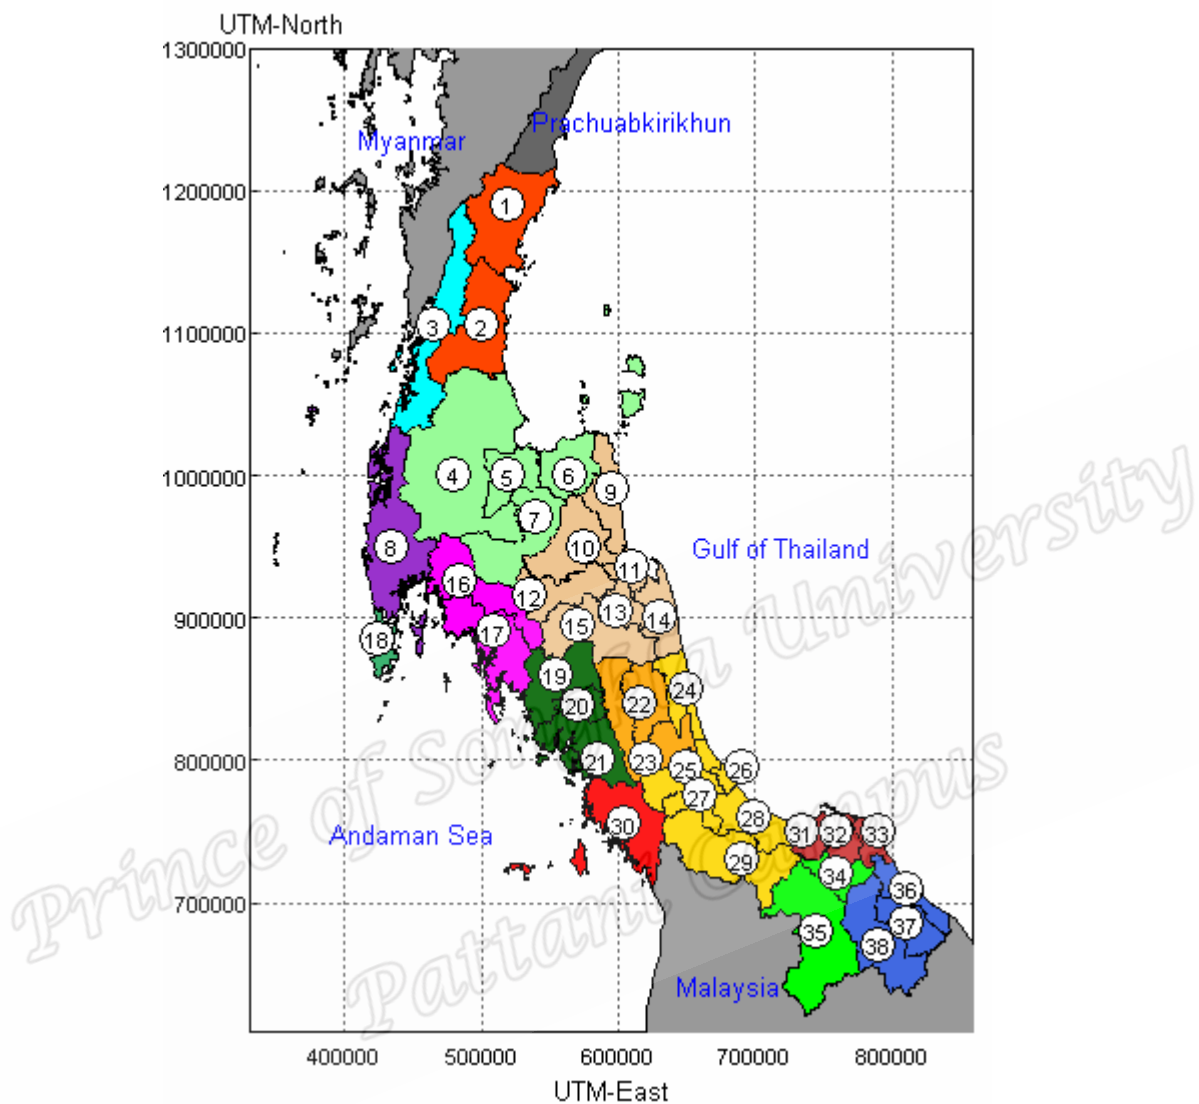 UTM-North
1300000
Prachuabkirikhun
Myanmar
1200000
1
1100000
3 2
1000000
4 5 6
9
7
8 10
Gulf of Thailand
11
16
12
900000
13
14
15
17
18
19
24
20 22
800000
21 23
25 26
27
28
30
Andaman Sea
31 32 33
29
34
700000
36
37
35
38
Malaysia
400000 500000 600000 700000 800000
UTM-East
Prince of Songkla University
Pattani Campus